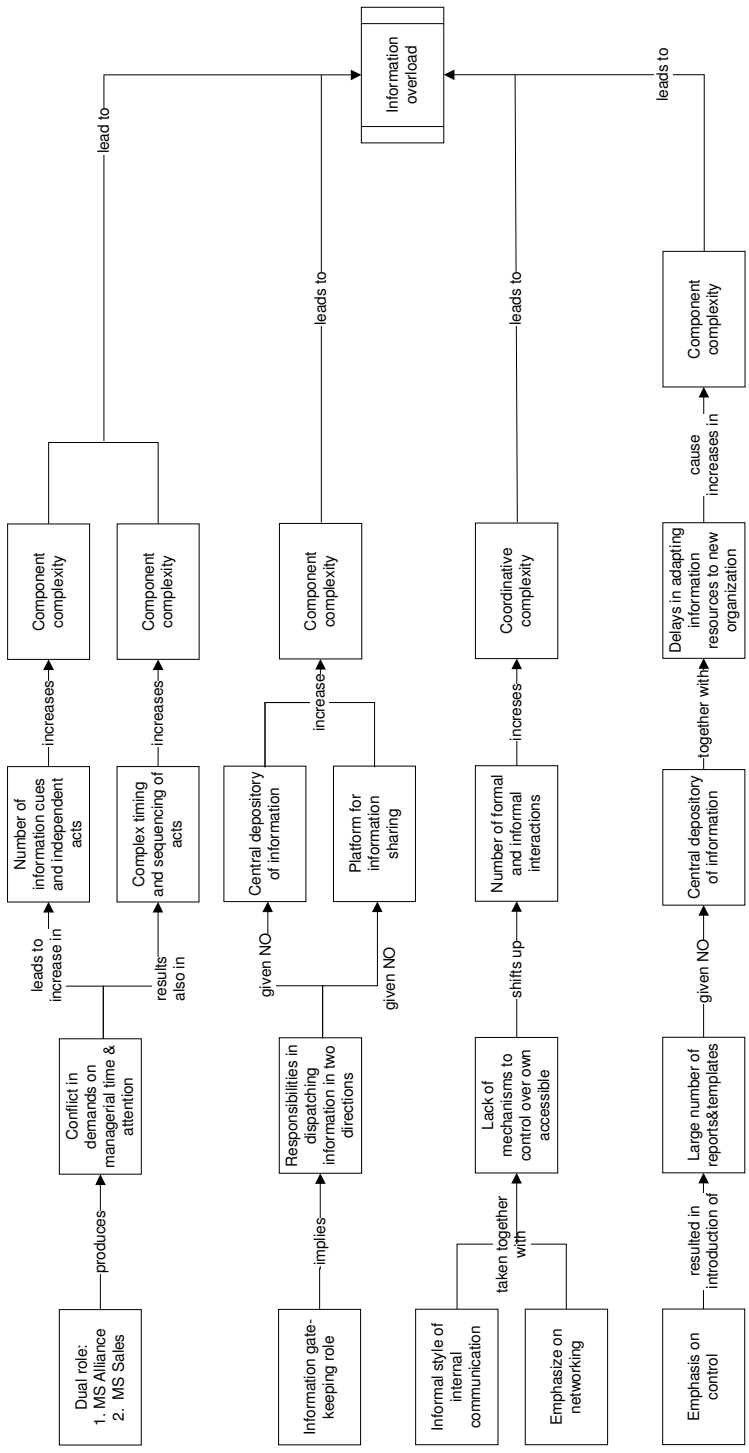 Dual role:
1. MS Alliance
2. MS Sales
produces
Conflict in
demands on
managerial time &
attention
leads to
increase in
results
also in
Number of
information cues
and independent
acts
Complex timing
and sequencing of
acts
increases
increases
Component
complexity
Component
complexity
lead to
Information gate-
keeping role
implies
Responsibilities in
dispatching
information in two
directions
given NO
given NO
Central depository
of information
Platform for
information
sharing
increase
Component
complexity
leads to
Information
overload
Informal style of
internal
communication
Emphasize on
networking
taken together
with
Lack of
mechanisms to
control over own
accessible
shifts up
Number of formal
and informal
interactions
increses
Coordinative
complexity
leads to
Emphasis on
control
resulted in
introduction of
Large number of
reports&templates
given NO
Central depository
of information
together with
Delays in adapting
information
resources to new
organization
cause
increases in
Component
complexity
leads to